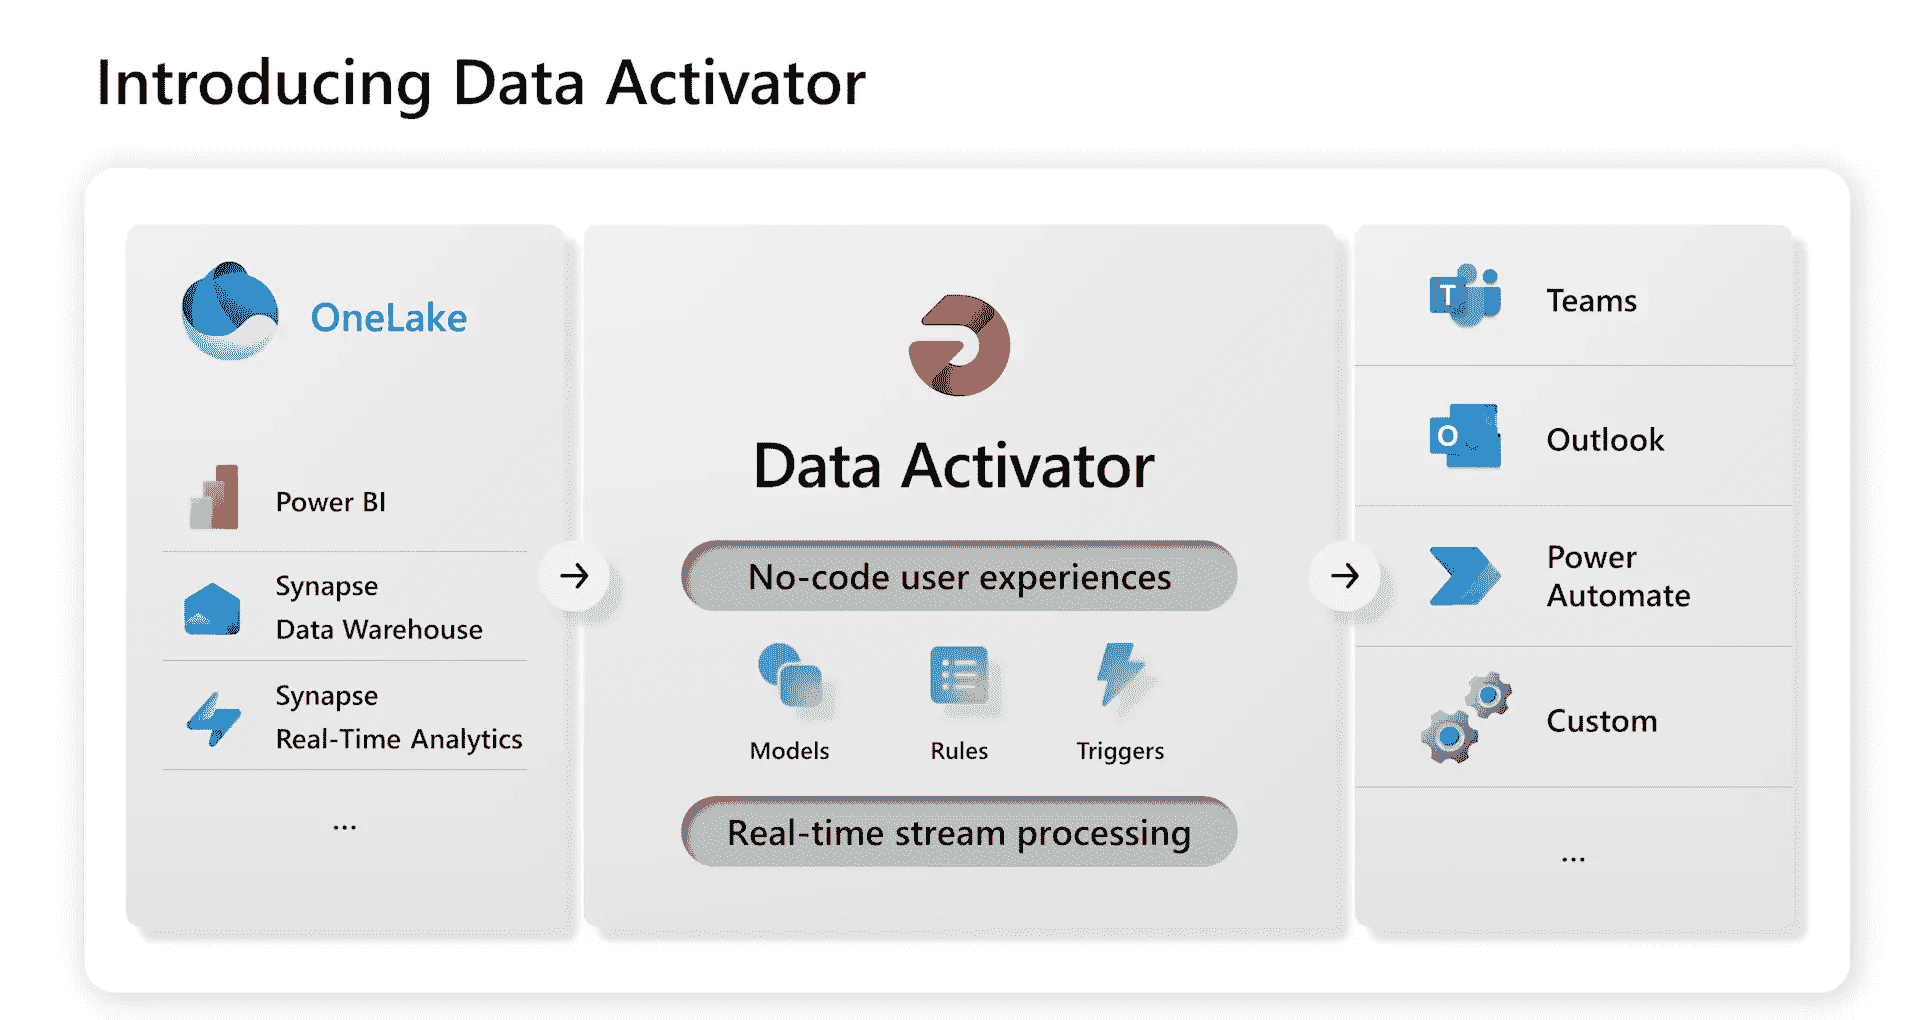 Introducing Data Activator
OneLake
Power BI
Synapse
Data Warehouse
Synapse
Real-Time Analytics
...
Data Activator
No-code user experiences
Models
Rules
Triggers
Real-time stream processing
T
Teams
O
Outlook
Power
Automate
Custom
...